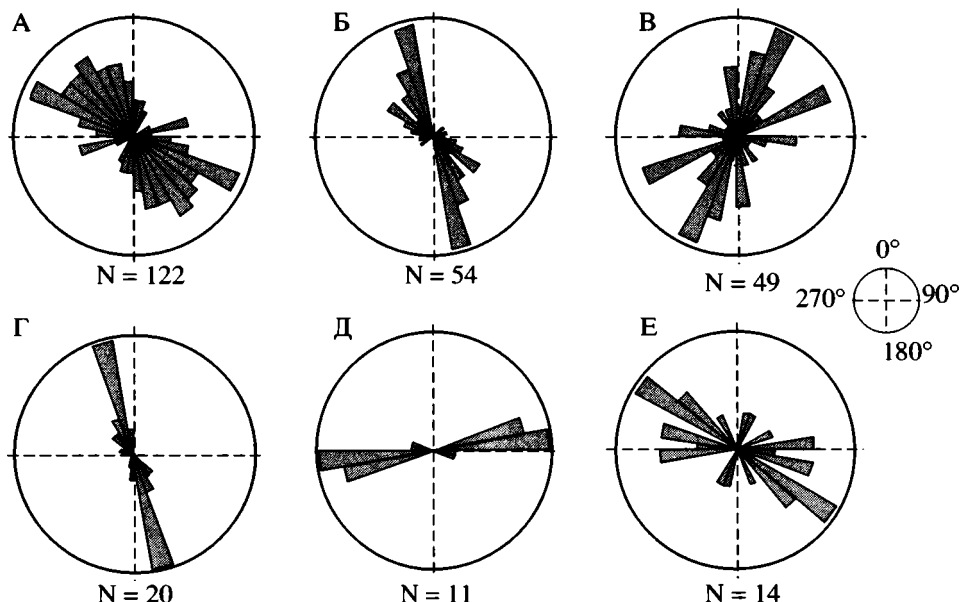 А
Б
В
N = 122
N = 54
N = 49
0°
270°
90°
180°
Г
Д
Е
N = 20
N = 11
N = 14